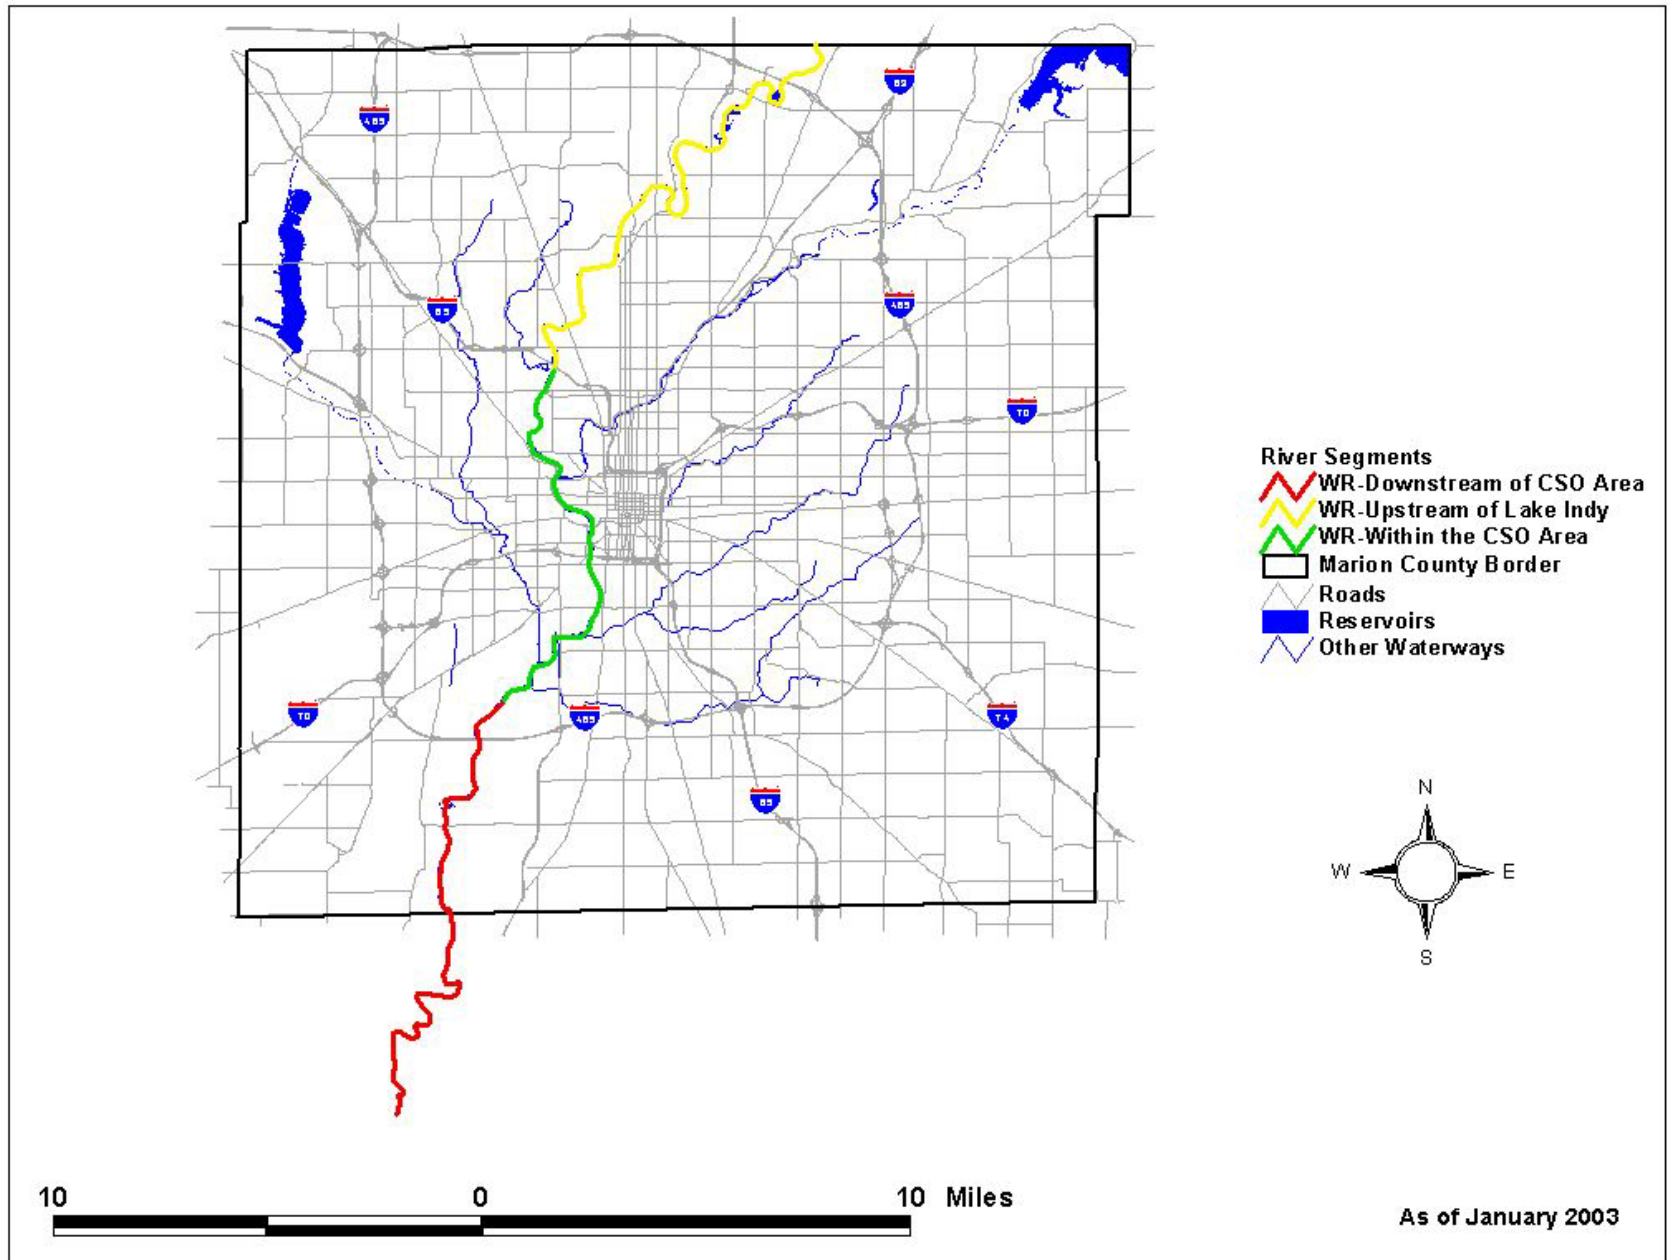 69
465
65
465
70
River Segments
WR-Downstream of CSO Area
WR-Upstream of Lake Indy
WR-Within the CSO Area
Marion County Border
Roads
Reservoirs
Other Waterways
70
465
74
65
N
W E
S
10 0 10 Miles
As of January 2003